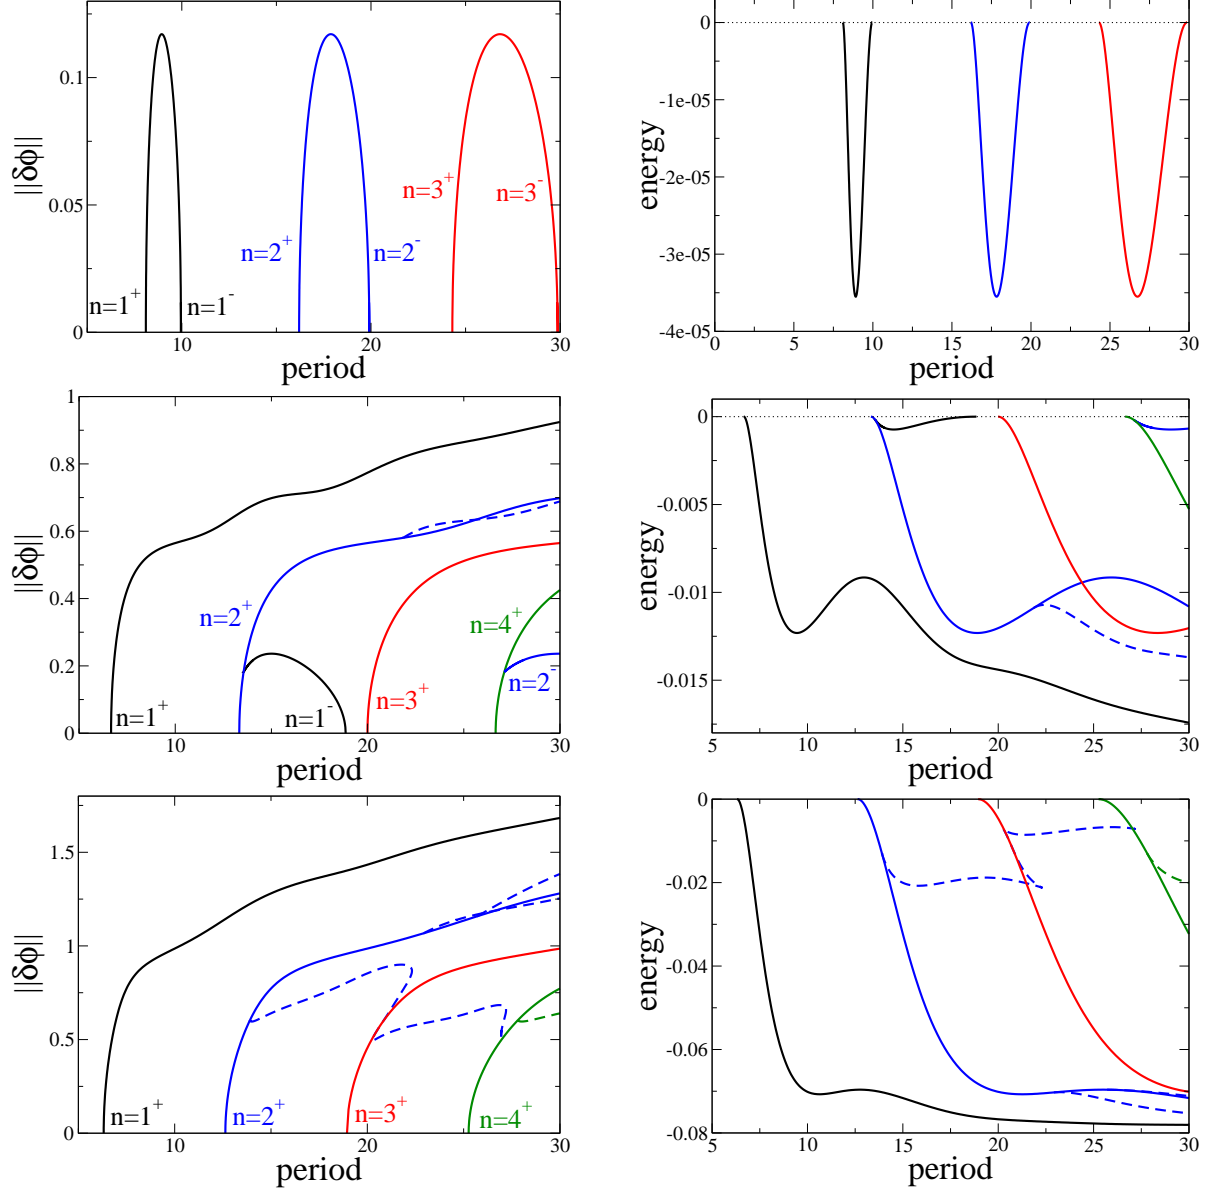 ||δϕ||
0.1
0.05
0
n=1+
n=1-
n=2+
n=2-
n=3+
n=3-
10
20
30
period
energy
0
-1e-05
-2e-05
-3e-05
-4e-05
0
5
10
15
20
25
30
period
||δϕ||
1
0.8
0.6
0.4
0.2
0
n=1+
n=2+
n=1-
n=3+
n=4+
n=2-
10
20
30
period
energy
0
-0.005
-0.01
-0.015
5
10
15
20
25
30
period
||δϕ||
1.5
1
0.5
0
n=1+
n=2+
n=3+
n=4+
10
20
30
period
energy
0
-0.02
-0.04
-0.06
-0.08
5
10
15
20
25
30
period